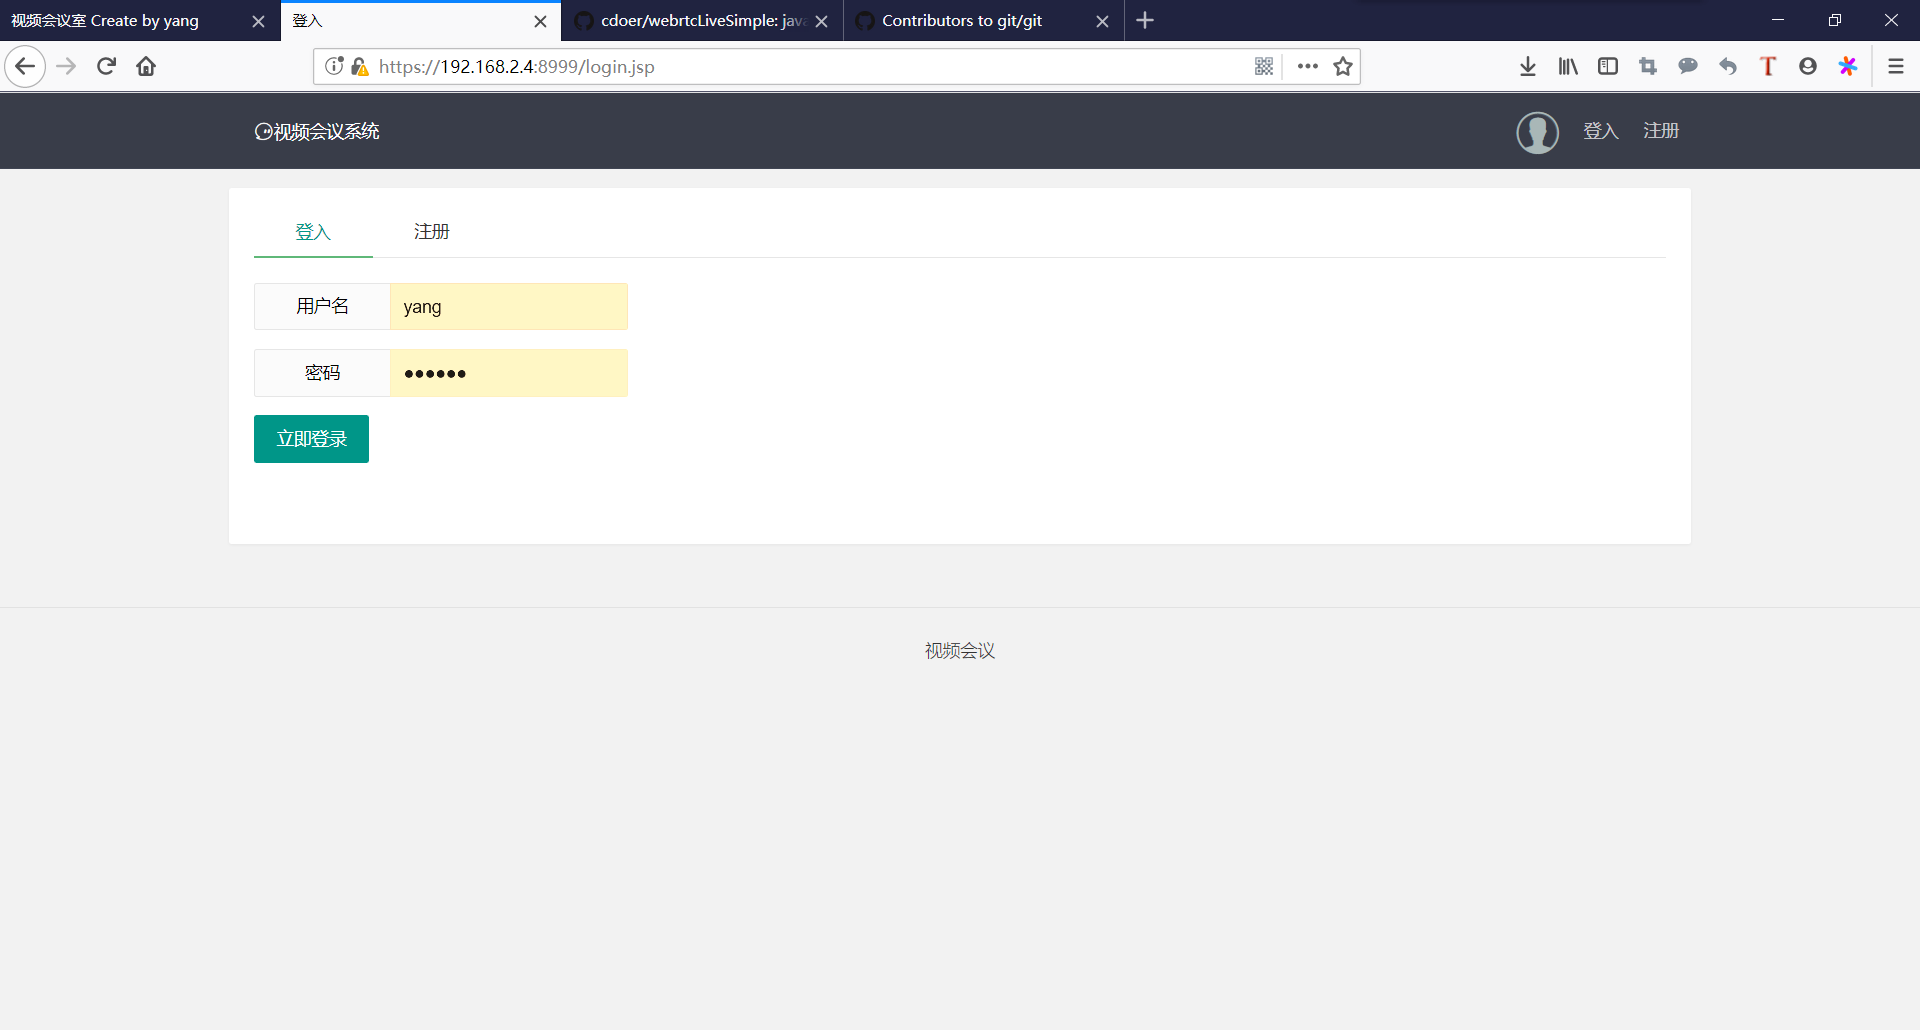 视频会议室 Create by yang
登入
cdoer/webrtcLiveSimple: java
Contributors to git/git
https://192.168.2.4:8999/login.jsp
视频会议系统
登入
注册
登入
注册
用户名
yang
密码
●●●●●●
立即登录
视频会议